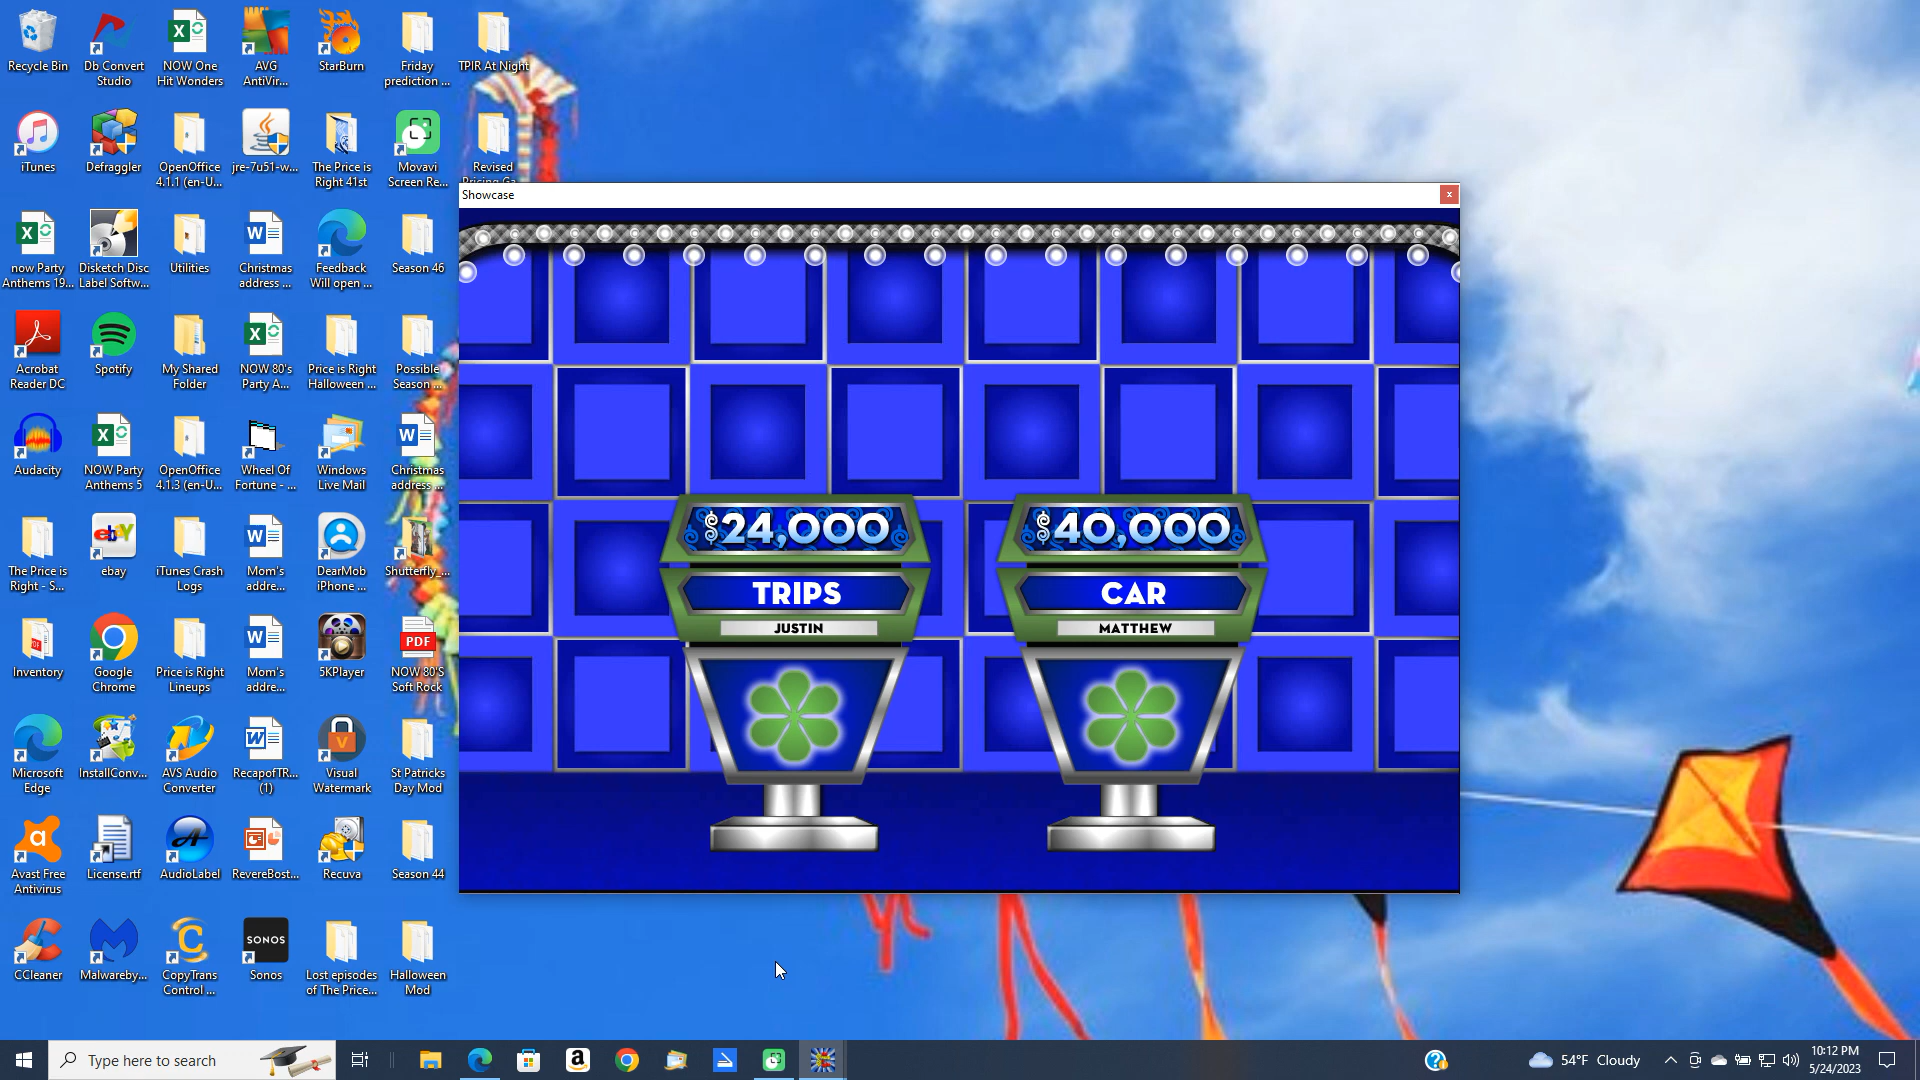 Recycle Bin
Db Convert
Studio
NOW One
Hit Wonders
AVG
AntiVir...
StarBurn
Friday
prediction ...
TPIR At Night
iTunes
Defraggler
OpenOffice
4.1.1 (en-U...
jre-7u51-w...
The Price is
Right 41st
Movavi
Screen Re...
Revised
now Party
Anthems 19...
Disketch Disc
Label Softw...
Utilities
Christmas
address ...
Feedback
Will open ...
Season 46
Acrobat
Reader DC
Spotify
My Shared
Folder
NOW 80's
Party A...
Price is Right
Halloween ...
Possible
Season ...
Audacity
NOW Party
Anthems 5
OpenOffice
4.1.3 (en-U...
Wheel Of
Fortune - ...
Windows
Live Mail
Christmas
address ...
The Price is
Right - S...
ebay
iTunes Crash
Logs
Mom's
addre...
DearMob
iPhone ...
Shutterfly_...
Inventory
Google
Chrome
Price is Right
Lineups
Mom's
addre...
5KPlayer
PDF
NOW 80'S
Soft Rock
Microsoft
Edge
InstallConv...
AVS Audio
Converter
RecapofTR...
(1)
Visual
Watermark
St Patricks
Day Mod
Avast Free
Antivirus
License.rtf
AudioLabel
RevereBost...
Recuva
Season 44
CCleaner
Malwareby...
CopyTrans
Control ...
SONOS
Sonos
Lost episodes
of The Price...
Halloween
Mod
Showcase
$24,000
TRIPS
JUSTIN
$40,000
CAR
MATTHEW
Type here to search
54°F Cloudy
10:12 PM
5/24/2023